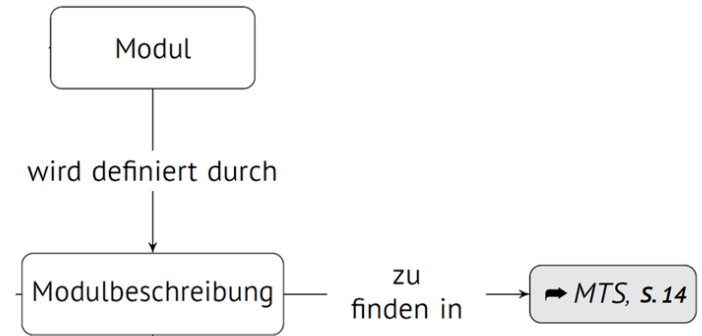 Modul
wird definiert durch
Modulbeschreibung
zu
finden in
➦ MTS, S. 14